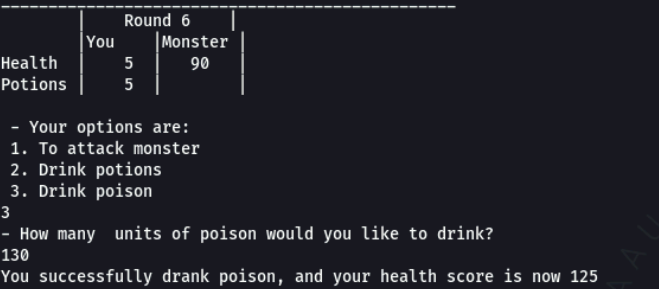 Round 6
You Monster
Health 5 90
Potions 5
- Your options are:
1. To attack monster
2. Drink potions
3. Drink poison
3
- How many  units of poison would you like to drink?
130
You successfully drank poison, and your health score is now 125